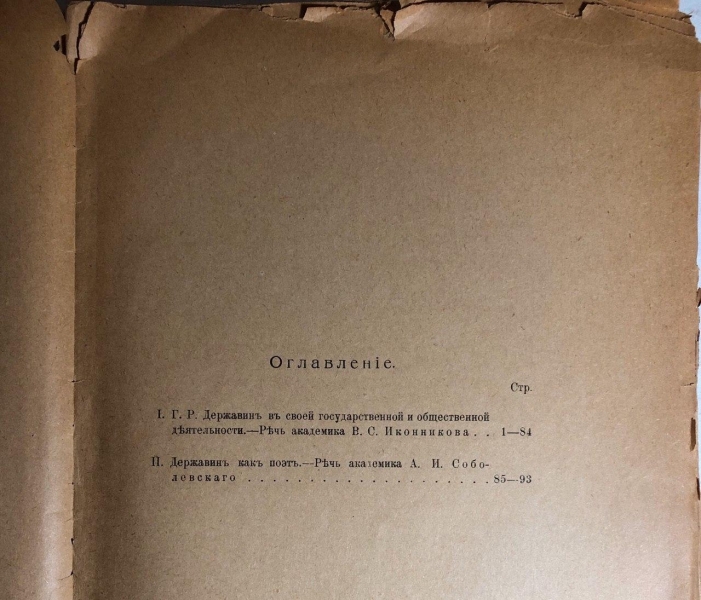 Оглавленіе.
Стр.
I. Г. Р. Державинъ въ своей государственной и общественной
дѣятельности.—Рѣчь академика В. С. Иконникова . . 1—84
II. Державинъ какъ поэтъ.—Рѣчь академика А. И. Собо-
левскаго . . . . . . . . . . . . . . . . . . . . 85—93